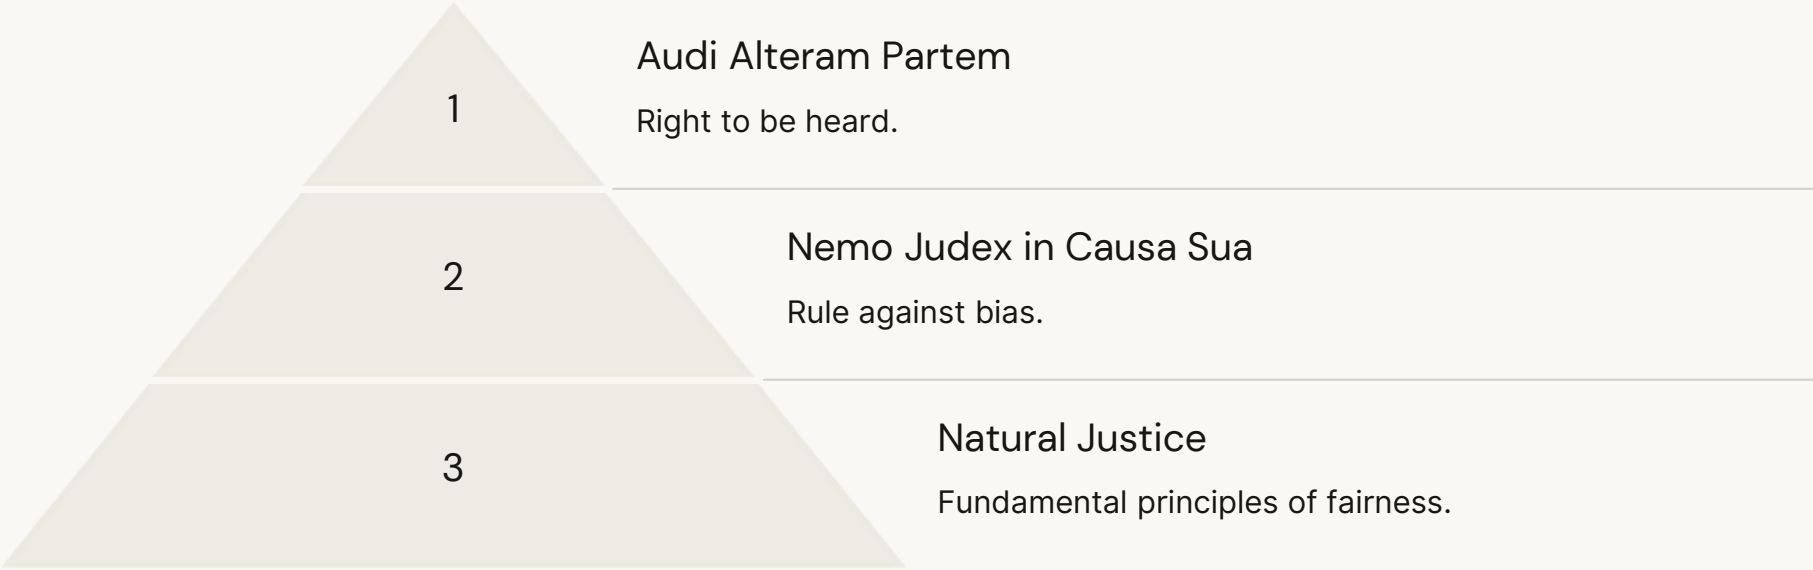 1
Audi Alteram Partem
Right to be heard.
2
Nemo Judex in Causa Sua
Rule against bias.
3
Natural Justice
Fundamental principles of fairness.